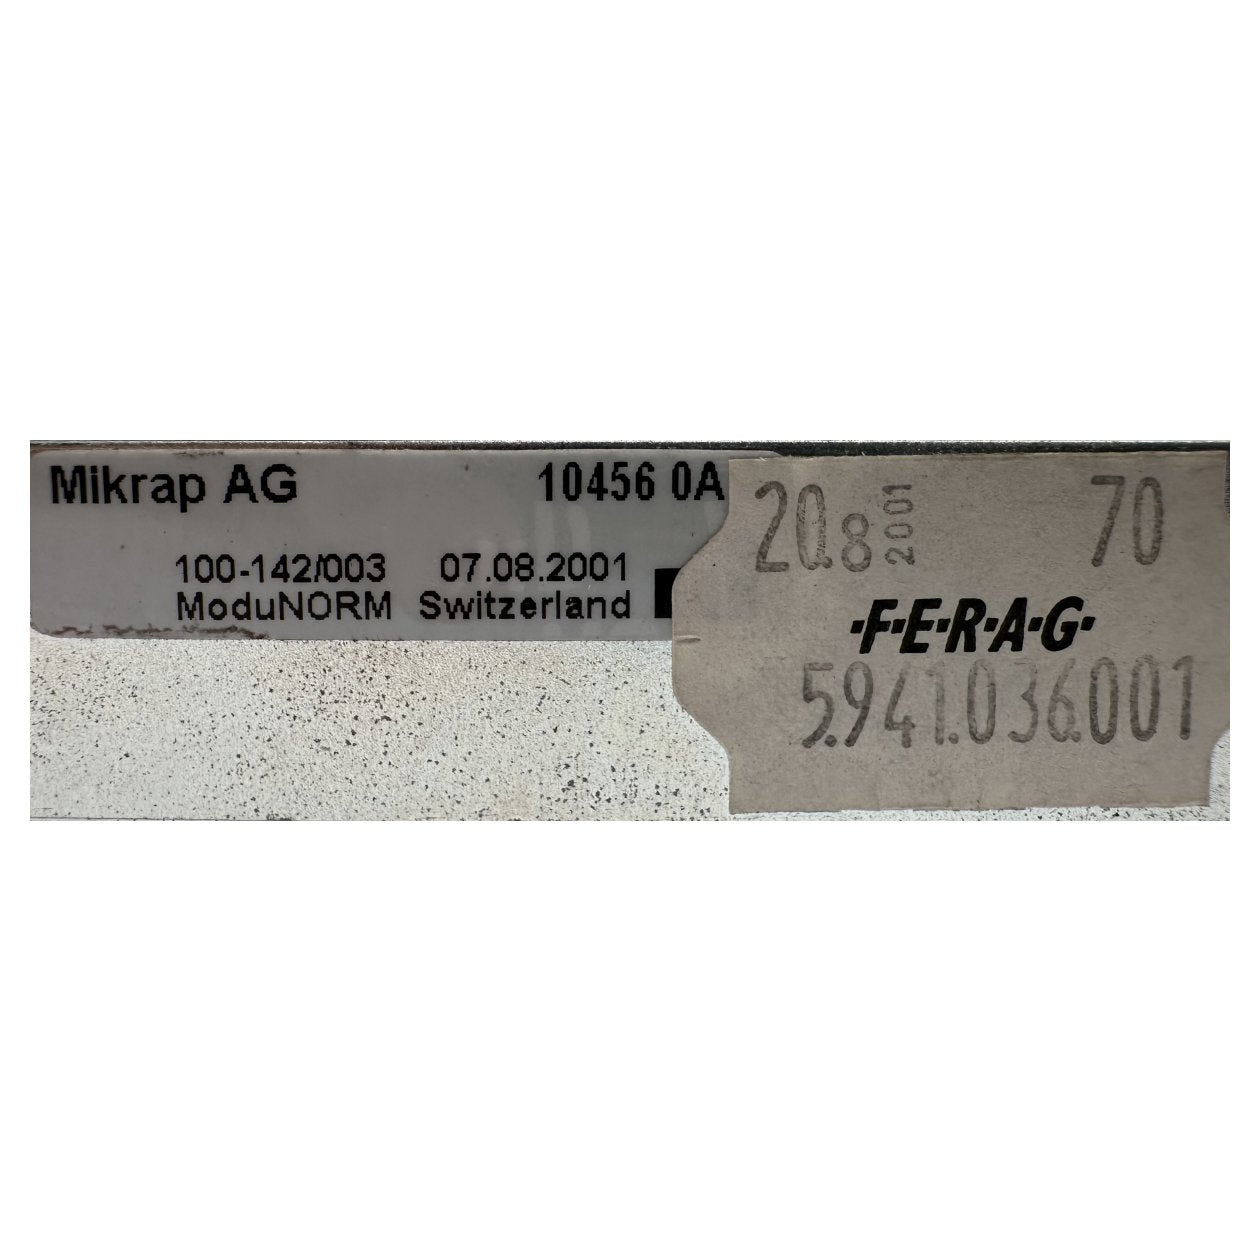 Mikrap AG 10456 0A
100-142/003 07.08.2001
ModuNORM Switzerland
20.8 2001 70
·F·E·R·A·G·
5.941.036.001